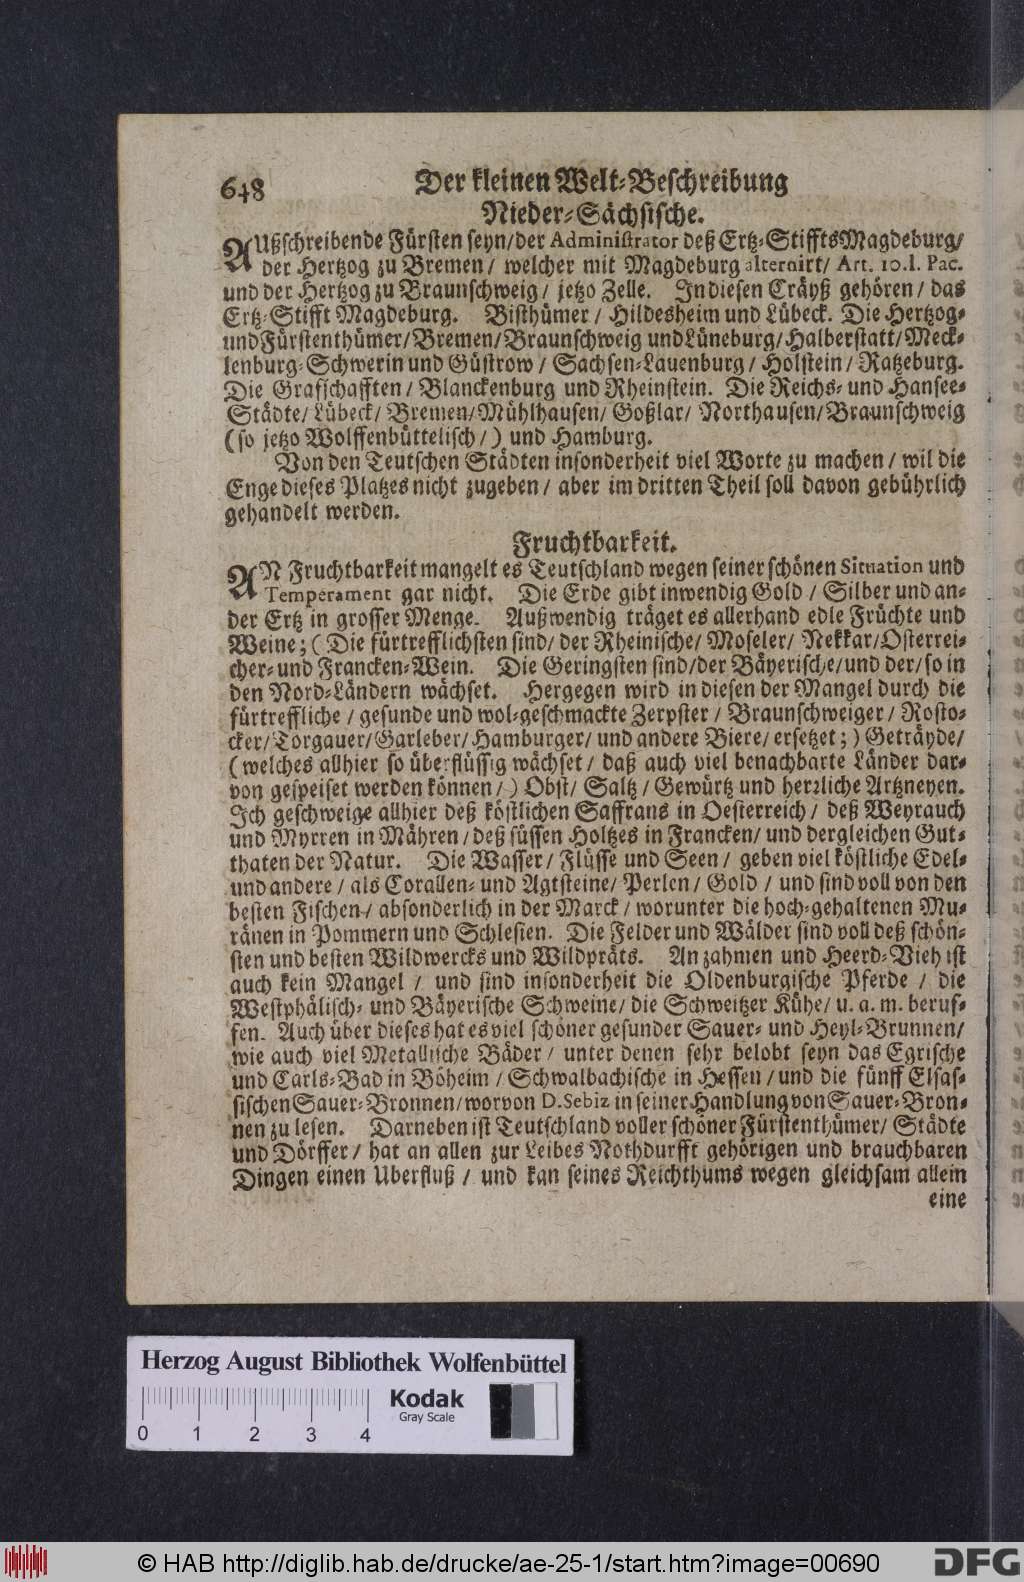 648 Der kleinen Welt-Beschreibung
Nieder-Sächsische.
AUßschreibende Fürsten seyn/der Administrator deß Ertz-StifftsMagdeburg/
der Hertzog zu Bremen/ welcher mit Magdeburg alternirt/ Art. 10.I. Pac.
und der Hertzog zu Braunschweig/ jetzo Zelle. In diesen Cräyß gehören/ das
Ertz-Stifft Magdeburg. Bisthümer/ Hildesheim und Lübeck. Die Hertzog-
und Fürstenthümer/Bremen/Braunschweig und Lüneburg/Halberstatt/Meck-
lenburg-Schwerin und Güstrow/ Sachsen-Lauenburg/ Holstein/ Ratzeburg.
Die Grafschafften/ Blanckenburg und Rheinstein. Die Reichs- und Hansee-
Städte/ Lübeck/ Bremen/Mühlhausen/ Goßlar/ Northausen/Braunschweig
(so jetzo Wolffenbüttelisch/) und Hamburg.
Von den Teutschen Städten insonderheit viel Worte zu machen/ wil die
Enge dieses Platzes nicht zugeben/ aber im dritten Theil soll davon gebührlich
gehandelt werden.
Fruchtbarkeit.
AN Fruchtbarkeit mangelt es Teutschland wegen seiner schönen Situation und
Temperament gar nicht. Die Erde gibt inwendig Gold/ Silber und an-
der Ertz in grosser Menge. Außwendig träget es allerhand edle Früchte und
Weine; (Die fürtrefflichsten sind/ der Rheinische/ Moseler/ Nekkar/Osterrei-
cher- und Francken-Wein. Die Geringsten sind/der Bäyerische/und der/so in
den Nord-Ländern wächset. Hergegen wird in diesen der Mangel durch die
fürtreffliche/ gesunde und wol-geschmackte Zerpster/ Braunschweiger/ Rosto-
cker/Torgauer/Garleber/Hamburger/ und andere Biere/ ersetzet;) Geträyde/
(welches allhier so überflüssig wächset/ daß auch viel benachbarte Länder dar-
von gespeiset werden können/) Obst/ Saltz/ Gewürtz und herzliche Artzneyen.
Ich geschweige allhier deß köstlichen Saffrans in Oesterreich/ deß Weyrauch
und Myrren in Mähren/ deß süssen Holtzes in Francken/ und dergleichen Gut-
thaten der Natur. Die Wasser/ Flüsse und Seen/ geben viel köstliche Edel-
und andere/ als Corallen- und Agtsteine/ Perlen/ Gold/ und sind voll von den
besten Fischen/ absonderlich in der Marck/ worunter die hoch-gehaltenen Mu-
ränen in Pommern und Schlesien. Die Felder und Wälder sind voll deß schön-
sten und besten Wildwercks und Wildpräts. An zahmen und Heerd-Vieh ist
auch kein Mangel/ und sind insonderheit die Oldenburgische Pferde/ die
Westphälisch- und Bäyerische Schweine/ die Schweitzer Kühe/ u. a. m. beruf-
fen. Auch über dieses hat es viel schöner gesunder Sauer- und Heyl-Brunnen/
wie auch viel Metallische Bäder/ unter denen sehr belobt seyn das Egrische
und Carls-Bad in Böheim/ Schwalbachische in Hessen/und die fünff Elsas-
sischen Sauer-Bronnen/worvon D.Sebiz in seiner Handlung von Sauer-Bron-
nen zu lesen. Darneben ist Teutschland voller schöner Fürstenthümer/ Städte
und Dörffer/ hat an allen zur Leibes Nothdurfft gehörigen und brauchbaren
Dingen einen Uberfluß/ und kan seines Reichthums wegen gleichsam allein
eine
Herzog August Bibliothek Wolfenbüttel
Kodak
Gray Scale
0 1 2 3 4
© HAB http://diglib.hab.de/drucke/ae-25-1/start.htm?image=00690
DFG